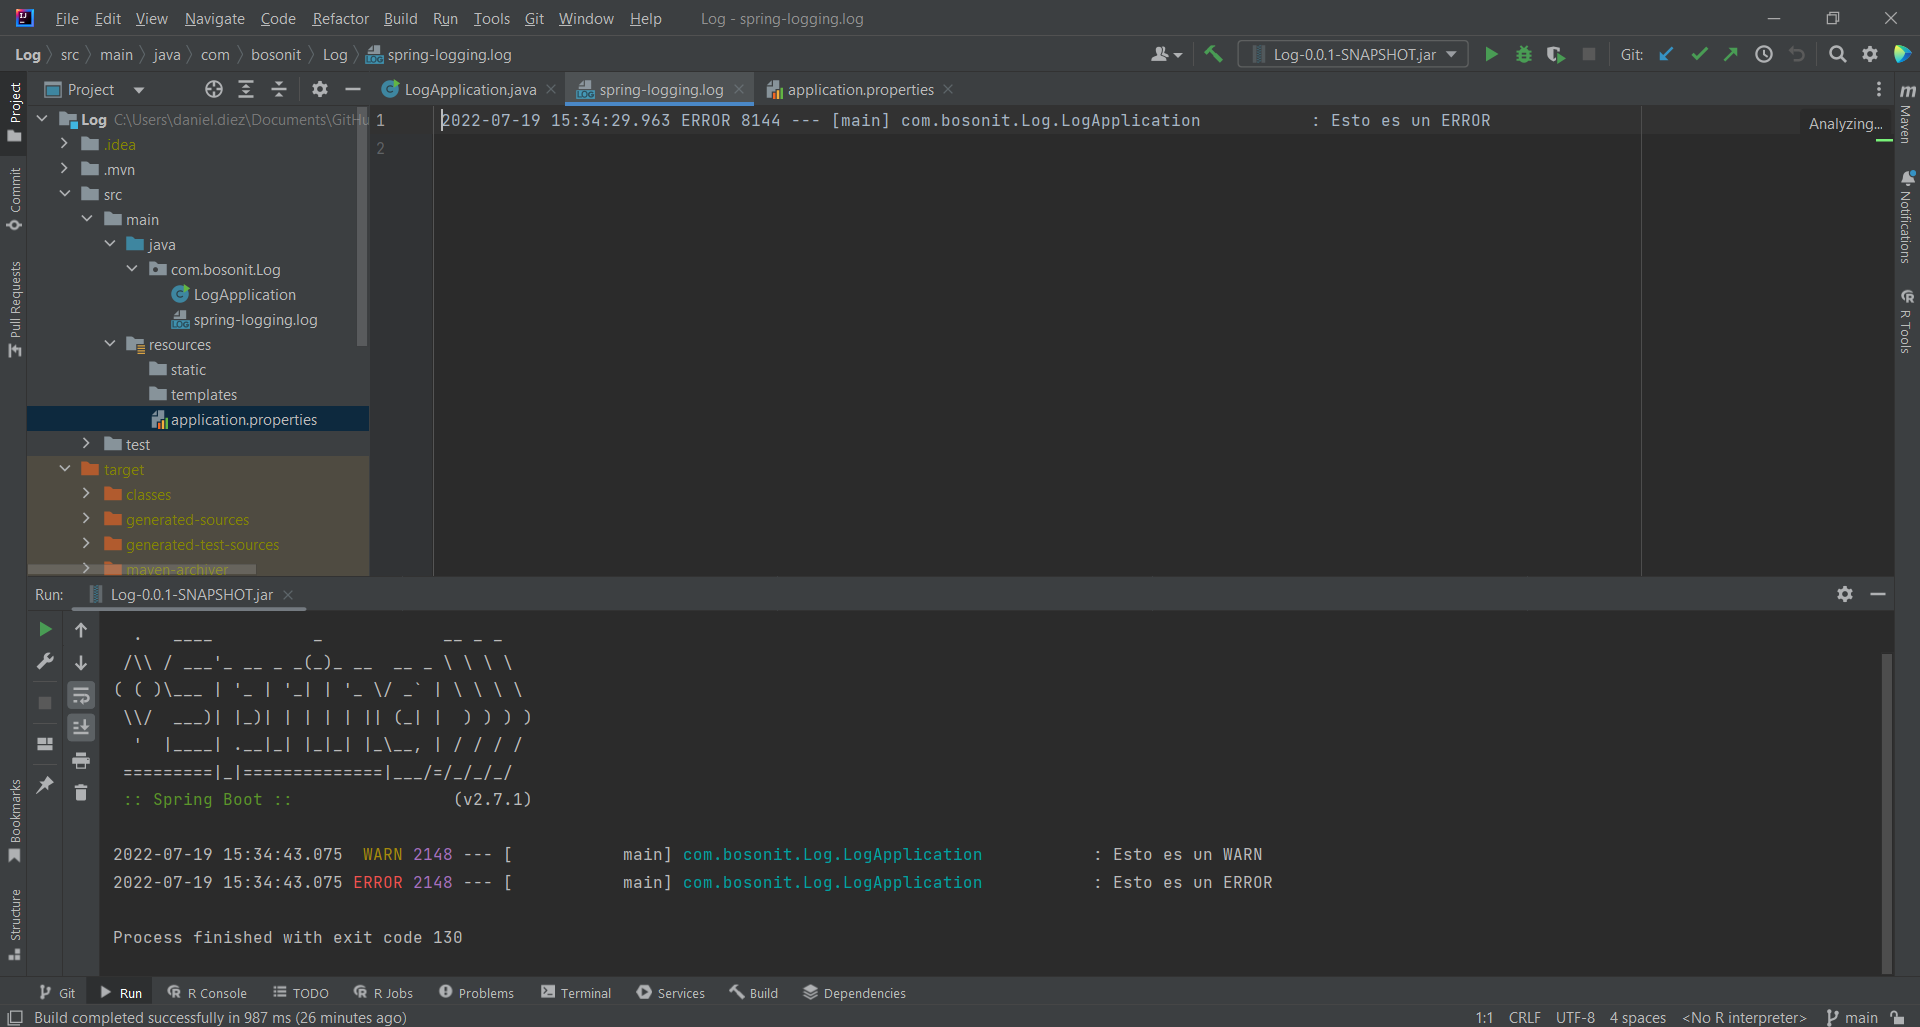 File Edit View Navigate Code Refactor Build Run Tools Git Window Help Log - spring-logging.log
Log src main java com bosonit Log spring-logging.log Log-0.0.1-SNAPSHOT.jar Git:
Project LogApplication.java spring-logging.log application.properties
Log C:\Users\daniel.diez\Documents\GitHu
.idea
.mvn
src
main
java
com.bosonit.Log
LogApplication
spring-logging.log
resources
static
templates
application.properties
test
target
classes
generated-sources
generated-test-sources
maven-archiver
1 2022-07-19 15:34:29.963 ERROR 8144 --- [main] com.bosonit.Log.LogApplication : Esto es un ERROR
2
Analyzing...
Project
Commit
Pull Requests
Bookmarks
Structure
Maven
Notifications
R Tools
Run: Log-0.0.1-SNAPSHOT.jar
  .   ____          _            __ _ _
 /\\ / ___'_ __ _ _(_)_ __  __ _ \ \ \ \
( ( )\___ | '_ | '_| | '_ \/ _` | \ \ \ \
 \\/  ___)| |_)| | | | | || (_| |  ) ) ) )
  '  |____| .__|_| |_|_| |_\__, | / / / /
 =========|_|==============|___/=/_/_/_/
 :: Spring Boot ::                (v2.7.1)
2022-07-19 15:34:43.075  WARN 2148 --- [           main] com.bosonit.Log.LogApplication           : Esto es un WARN
2022-07-19 15:34:43.075 ERROR 2148 --- [           main] com.bosonit.Log.LogApplication           : Esto es un ERROR
Process finished with exit code 130
Git Run R Console TODO R Jobs Problems Terminal Services Build Dependencies
Build completed successfully in 987 ms (26 minutes ago) 1:1 CRLF UTF-8 4 spaces <No R interpreter> main